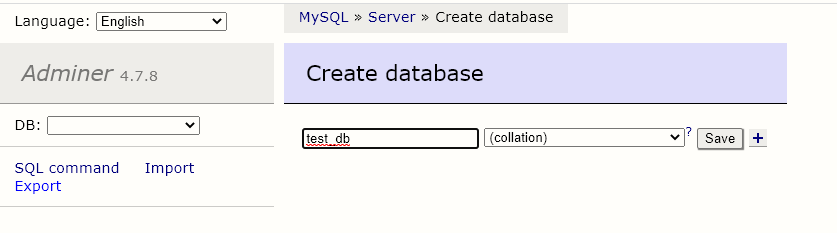 Language: English
MySQL » Server » Create database
Adminer 4.7.8
Create database
DB:
test_db (collation) ? Save +
SQL command Import
Export